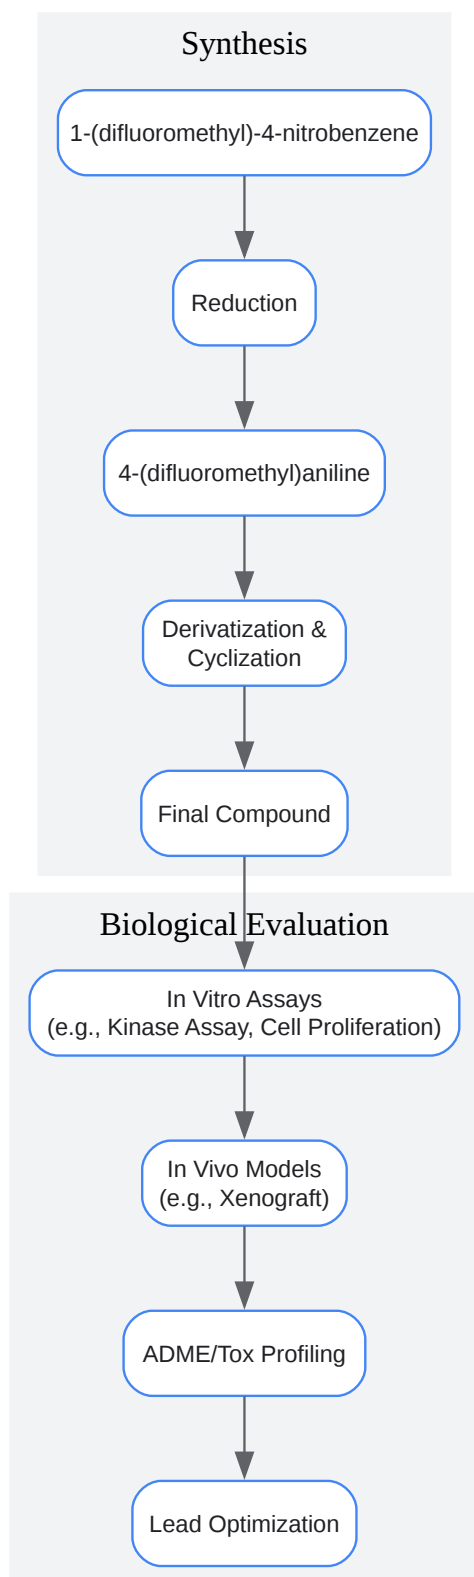 Synthesis
1-(difluoromethyl)-4-nitrobenzene
Reduction
4-(difluoromethyl)aniline
Derivatization &
Cyclization
Final Compound
Biological Evaluation
In Vitro Assays
(e.g., Kinase Assay, Cell Proliferation)
In Vivo Models
(e.g., Xenograft)
ADME/Tox Profiling
Lead Optimization